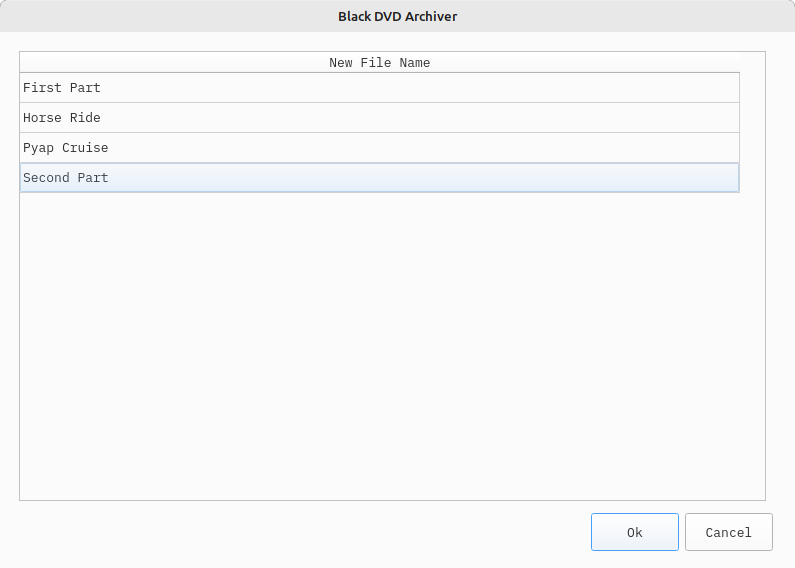 Black DVD Archiver
New File Name
First Part
Horse Ride
Pyap Cruise
Second Part
Ok
Cancel